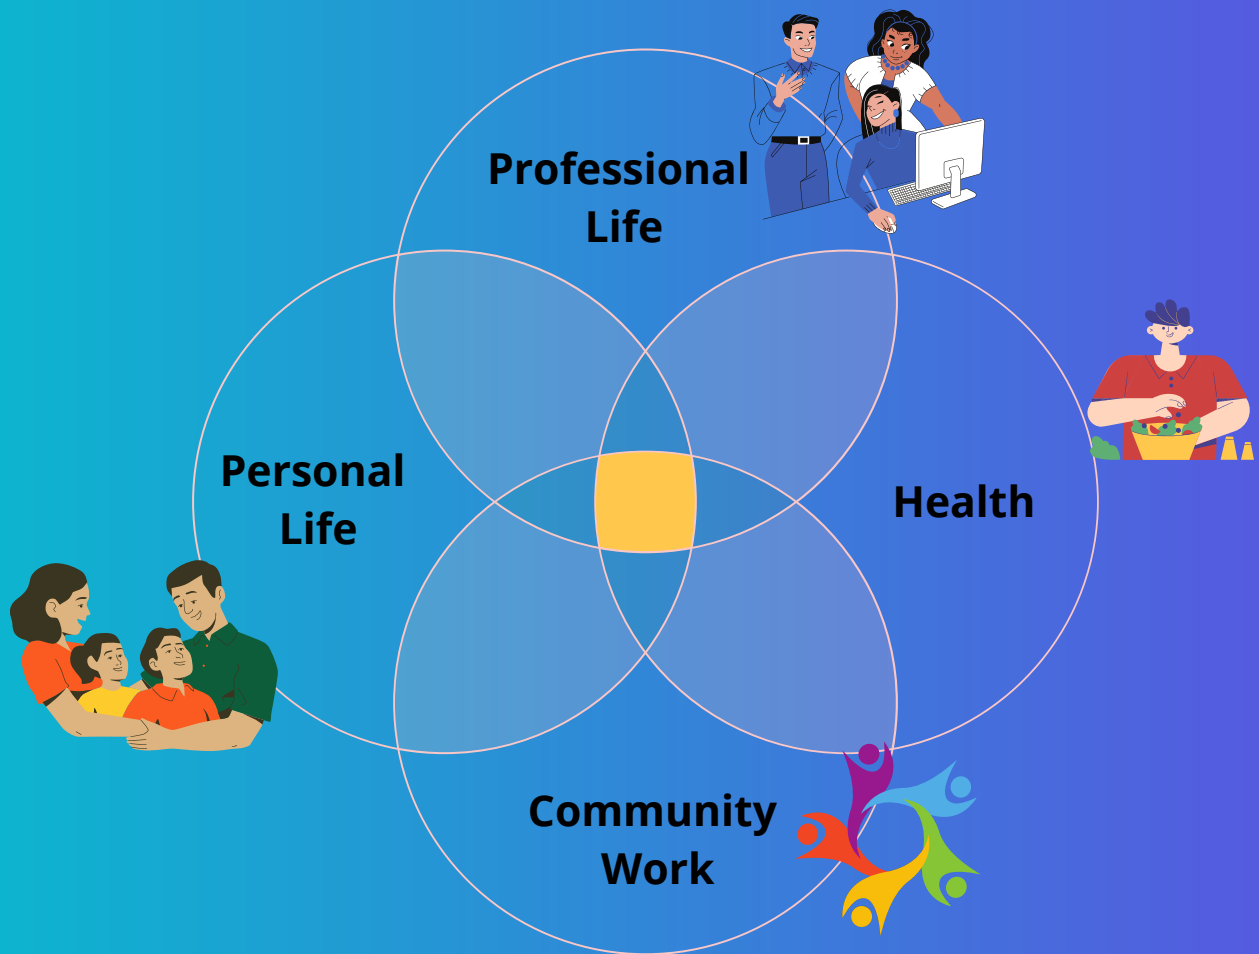 Professional
Life
Personal
Life
Health
Community
Work